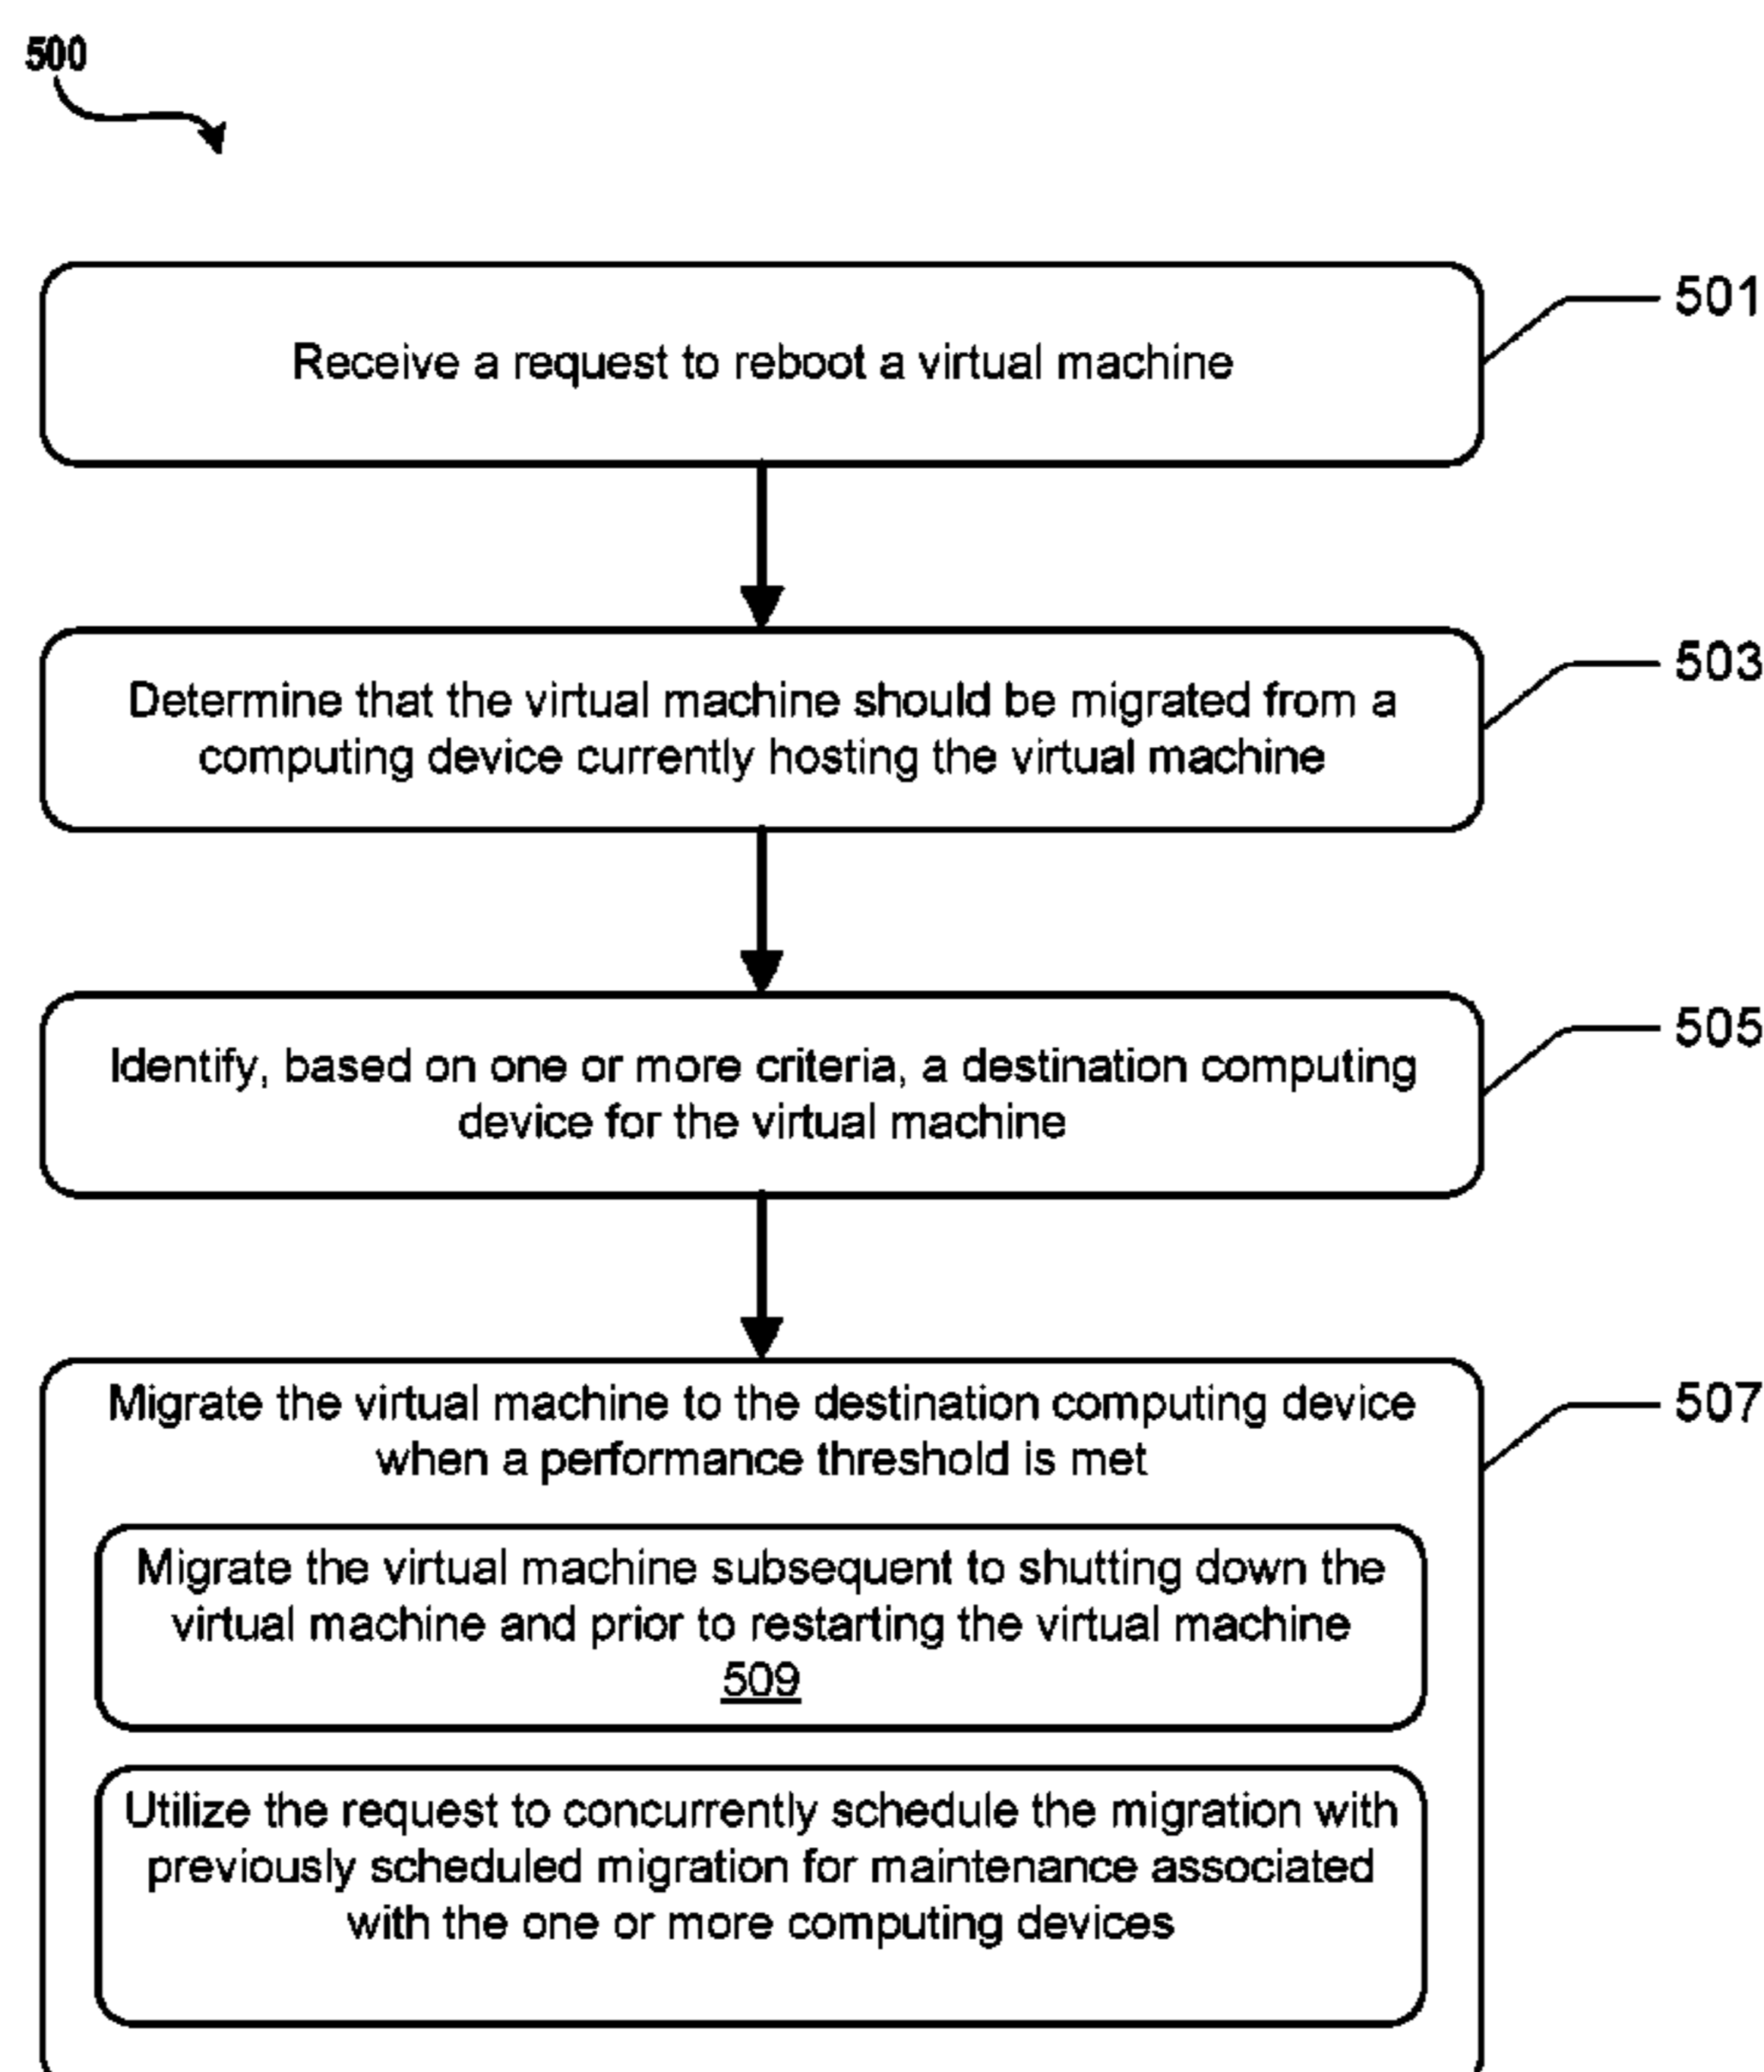 500
501
Receive a request to reboot a virtual machine
503
Determine that the virtual machine should be migrated from a
computing device currently hosting the virtual machine
505
Identify, based on one or more criteria, a destination computing
device for the virtual machine
507
Migrate the virtual machine to the destination computing device
when a performance threshold is met
Migrate the virtual machine subsequent to shutting down the
virtual machine and prior to restarting the virtual machine
509
Utilize the request to concurrently schedule the migration with
previously scheduled migration for maintenance associated
with the one or more computing devices